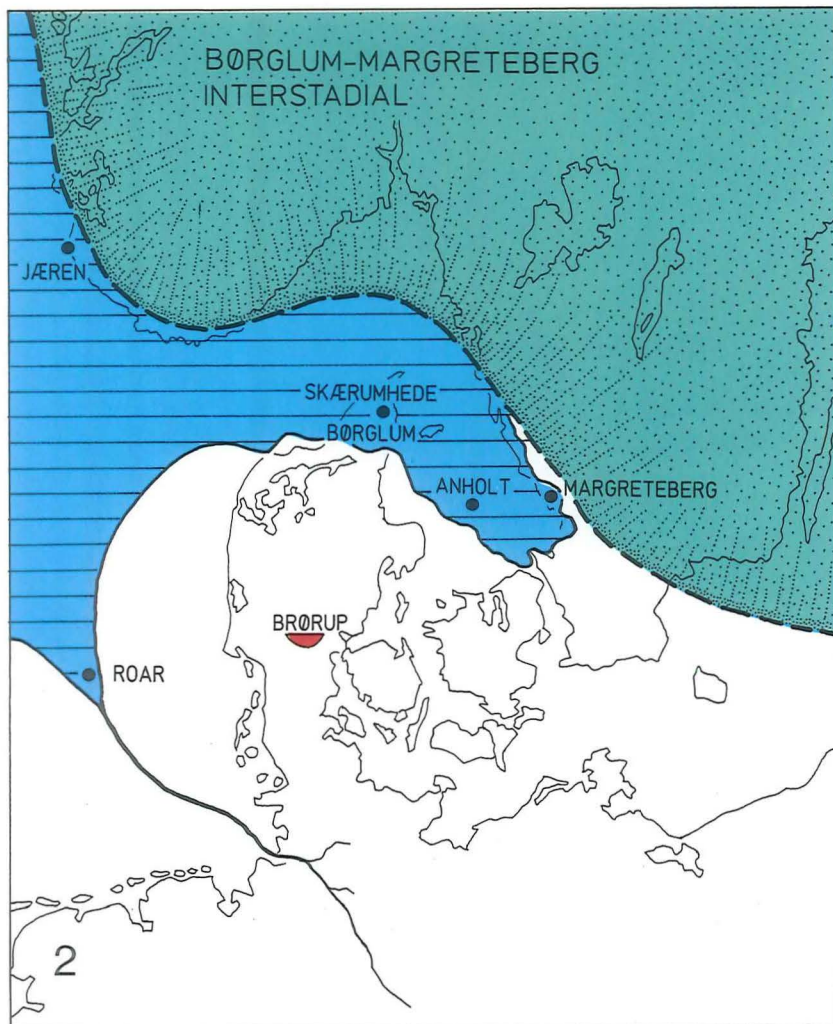 BØRGLUM-MARGRETEBERG
INTERSTADIAL
JÆREN
SKÆRUMHEDE
BØRGLUM
ANHOLT
MARGRETEBERG
BRØRUP
ROAR
2